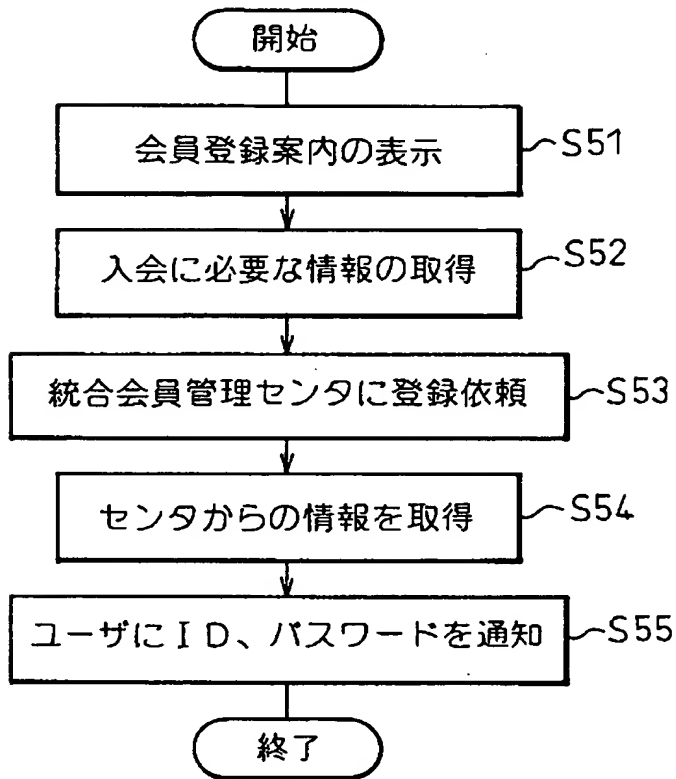 開始
会員登録案内の表示
S51
入会に必要な情報の取得
S52
統合会員管理センタに登録依頼
S53
センタからの情報を取得
S54
ユーザにＩＤ、パスワードを通知
S55
終了